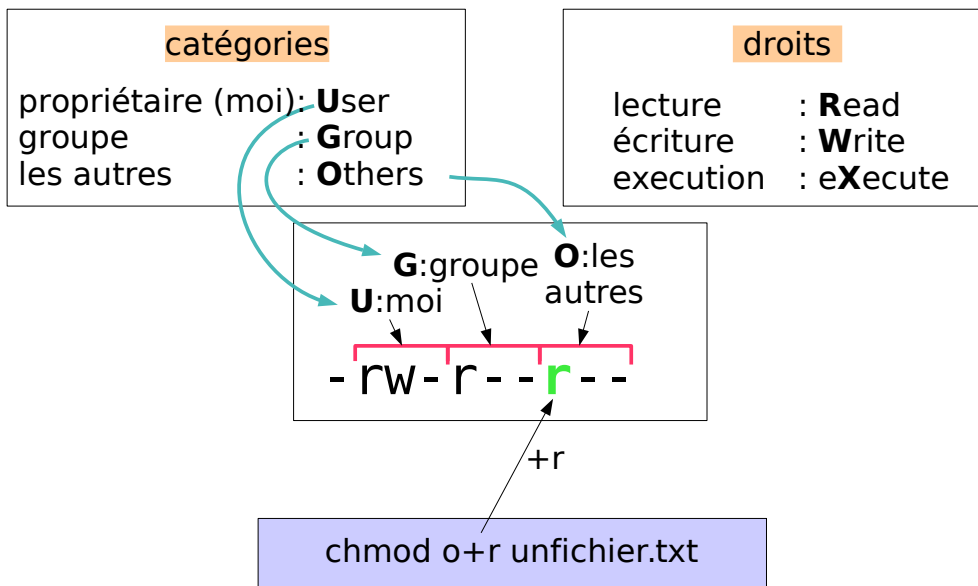 catégories
propriétaire (moi): User
groupe : Group
les autres : Others
droits
lecture : Read
écriture : Write
execution : eXecute
G:groupe
O:les
autres
U:moi
-rw-r--r--
+r
chmod o+r unfichier.txt